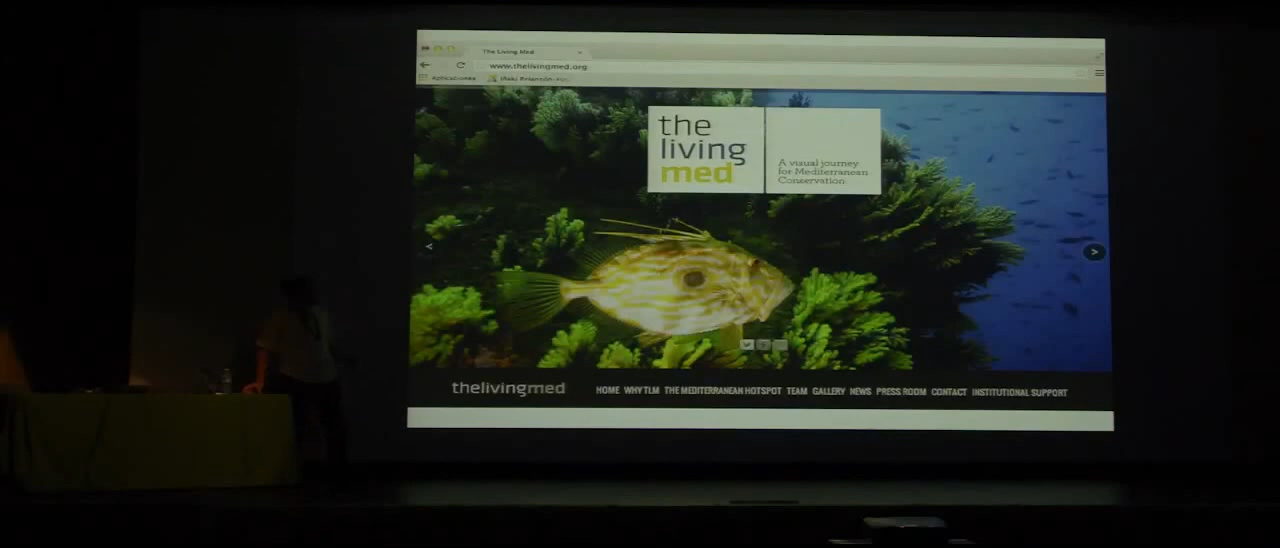 The Living Med
www.thelivingmed.org
Aplicaciones
the
living
med
A visual journey
for Mediterranean
Conservation.
thelivingmed
HOME WHY TLM THE MEDITERRANEAN HOTSPOT TEAM GALLERY NEWS PRESS ROOM CONTACT INSTITUTIONAL SUPPORT